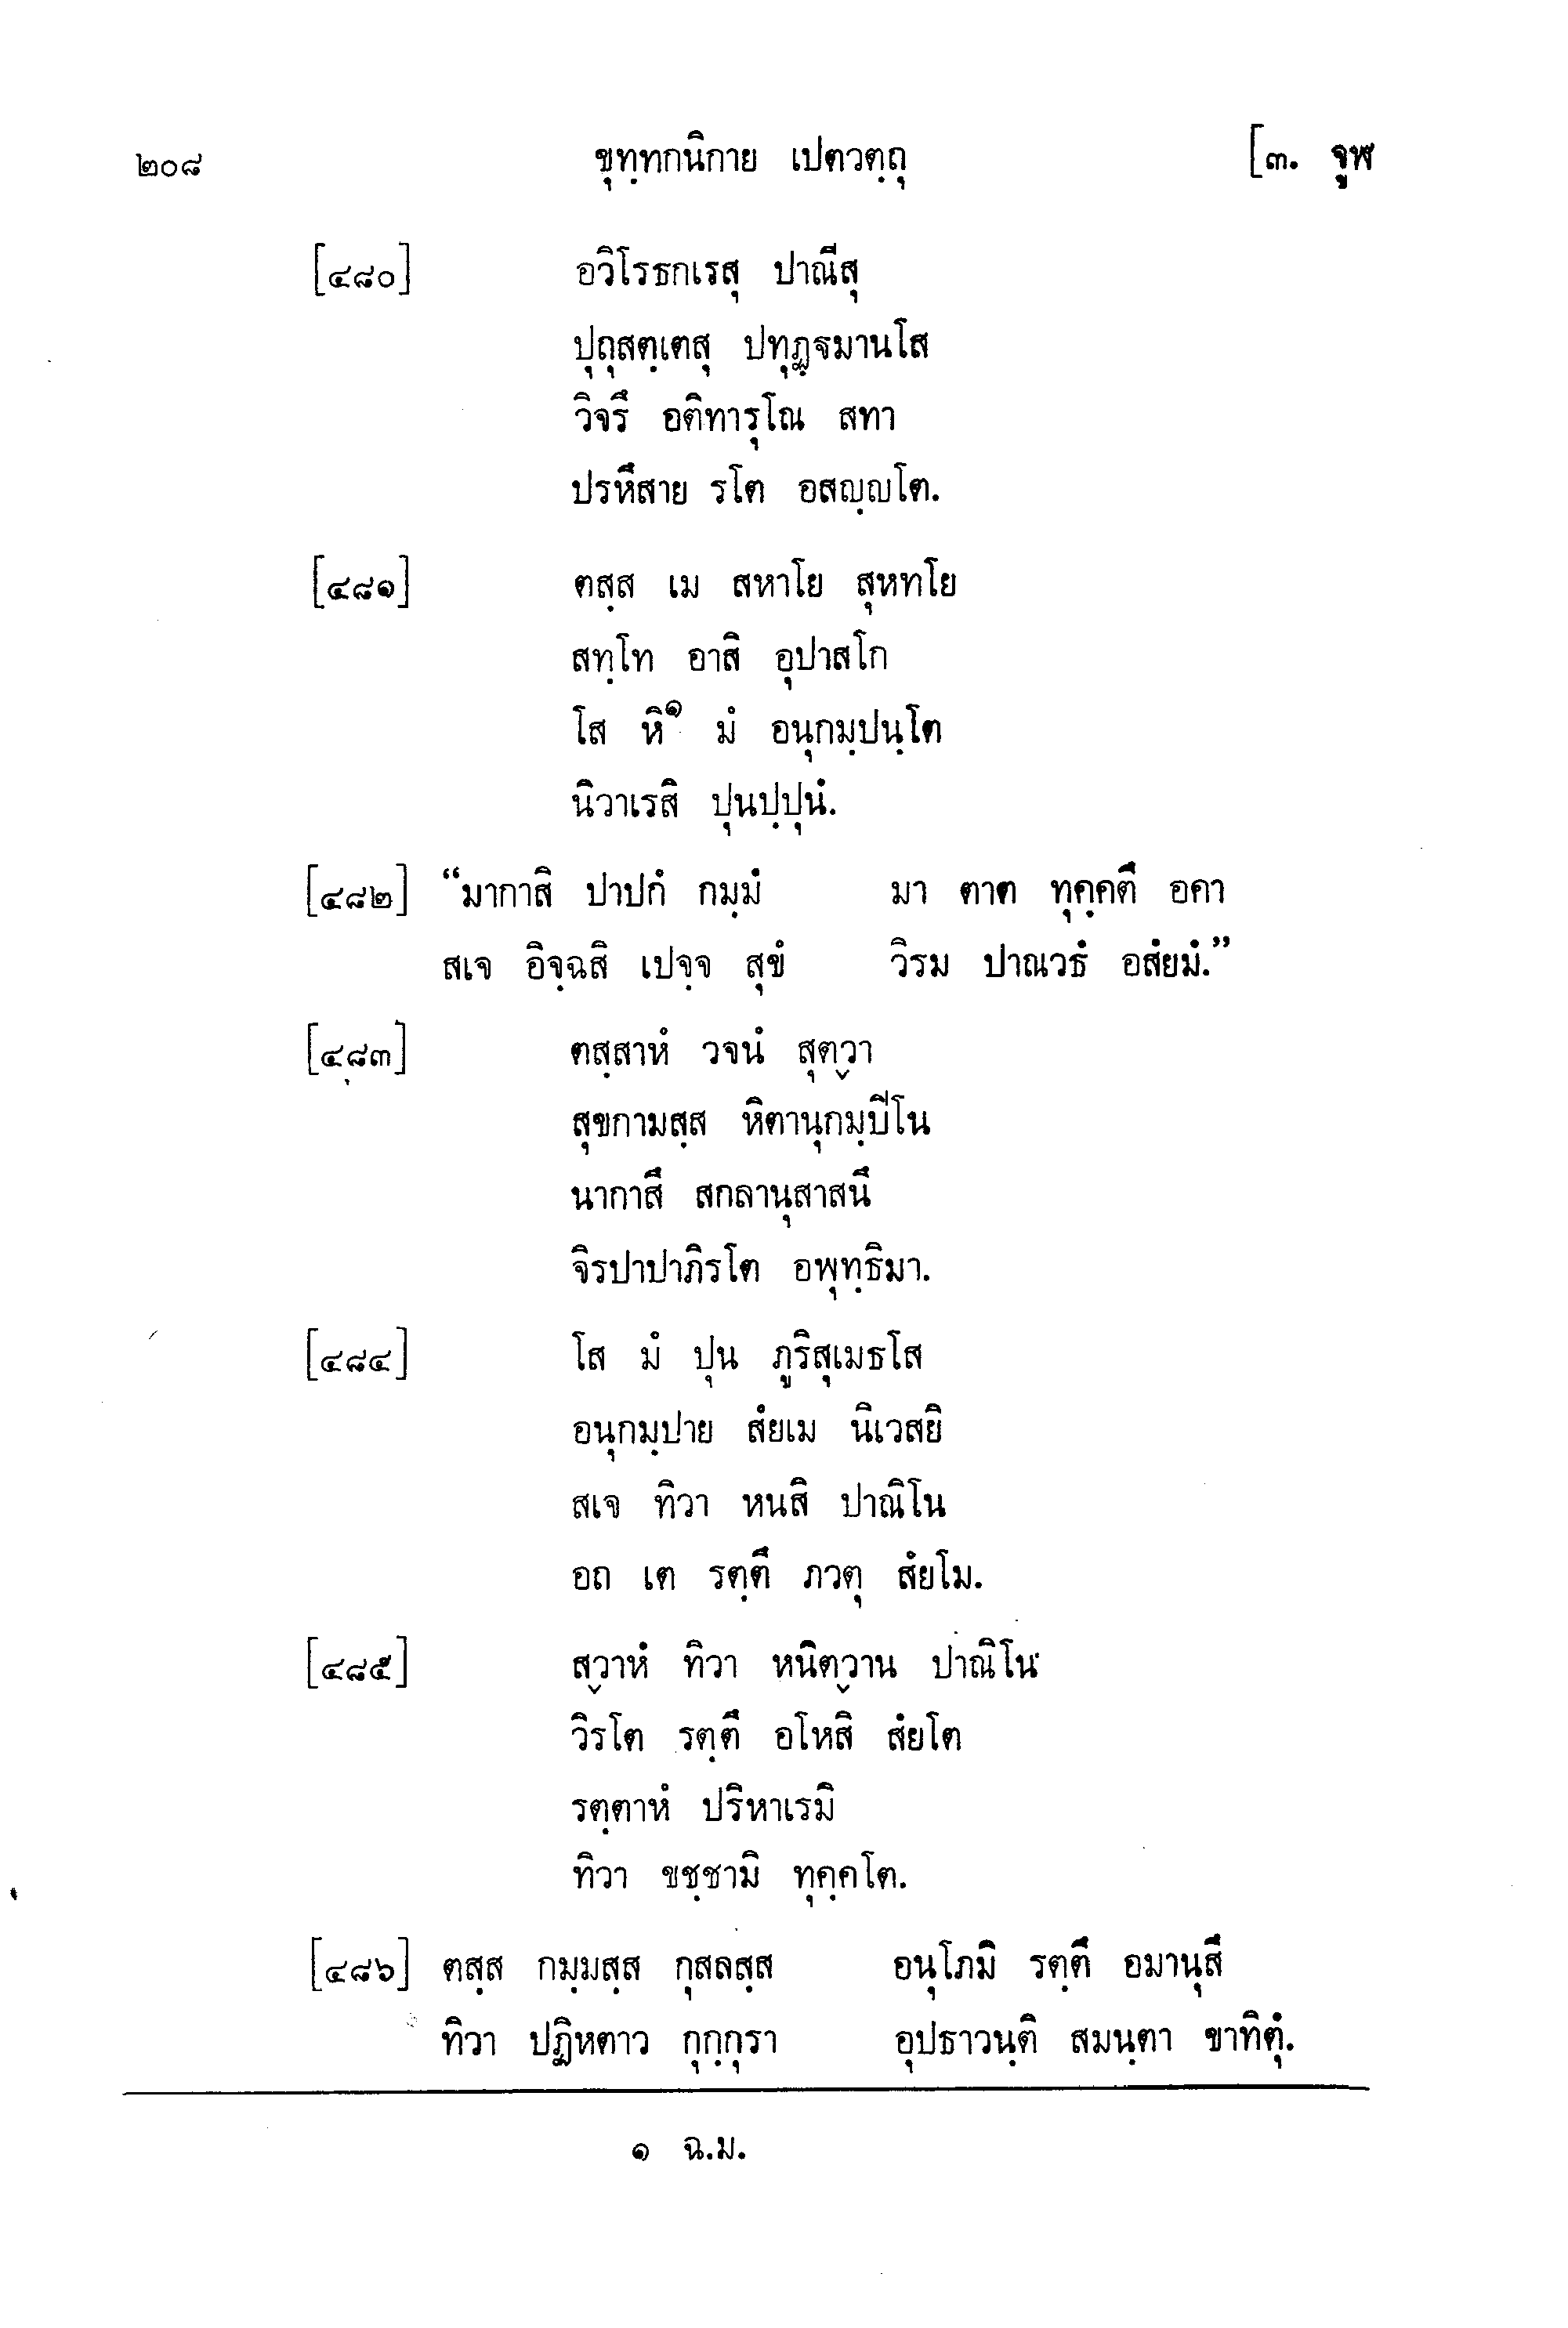 ๒๐๘ ขุทฺทกนิกาย เปตวตฺถุ [๓. จูฬ
[๔๘๐] อวิโรธกเรสุ ปาณีสุ
ปุถุสตฺเตสุ ปทุฏฺฐมานโส
วิจรึ อติทารุโณ สทา
ปรหึสาย รโต อสญฺญโต.
[๔๘๑] ตสฺส เม สหาโย สุหทโย
สทฺโท อาสิ อุปาสโก
โส หิ๑ มํ อนุกมฺปนฺโต
นิวาเรสิ ปุนปฺปุนํ.
[๔๘๒] “มากาสิ ปาปกํ กมฺมํ มา ตาต ทุคฺคตึ อคา
สเจ อิจฺฉสิ เปจฺจ สุขํ วิรม ปาณวธํ อสํยมํ.”
[๔๘๓] ตสฺสาหํ วจนํ สุตฺวา
สุขกามสฺส หิตานุกมฺปีโน
นากาสึ สกลานุสาสนึ
จิรปาปาภิรโต อพุทฺธิมา.
[๔๘๔] โส มํ ปุน ภูริสุเมธโส
อนุกมฺปาย สํยเม นิเวสยิ
สเจ ทิวา หนสิ ปาณิโน
อถ เต รตฺตึ ภวตุ สํยโม.
[๔๘๕] สฺวาหํ ทิวา หนิตฺวาน ปาณิโน
วิรโต รตฺตึ อโหสึ สํยโต
รตฺตาหํ ปริหาเรมิ
ทิวา ขชฺชามิ ทุคฺคโต.
[๔๘๖] ตสฺส กมฺมสฺส กุสลสฺส อนุโภมิ รตฺตึ อมานุสึ
ทิวา ปฏิหตาว กุกฺกุรา อุปธาวนฺติ สมนฺตา ขาทิตุํ.
๑ ฉ.ม.